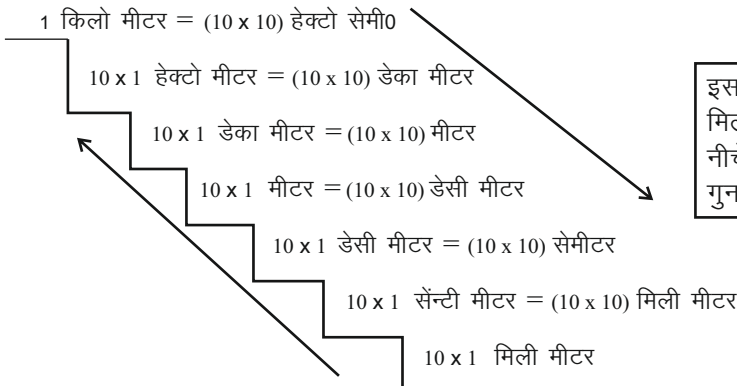 1 किलो मीटर = (10 x 10) हेक्टो सेमी0
10 x 1 हेक्टो मीटर = (10 x 10) डेका मीटर
10 x 1 डेका मीटर = (10 x 10) मीटर
10 x 1 मीटर = (10 x 10) डेसी मीटर
10 x 1 डेसी मीटर = (10 x 10) सेमीटर
10 x 1 सेंन्टी मीटर = (10 x 10) मिली मीटर
10 x 1 मिली मीटर
इस
नीचे